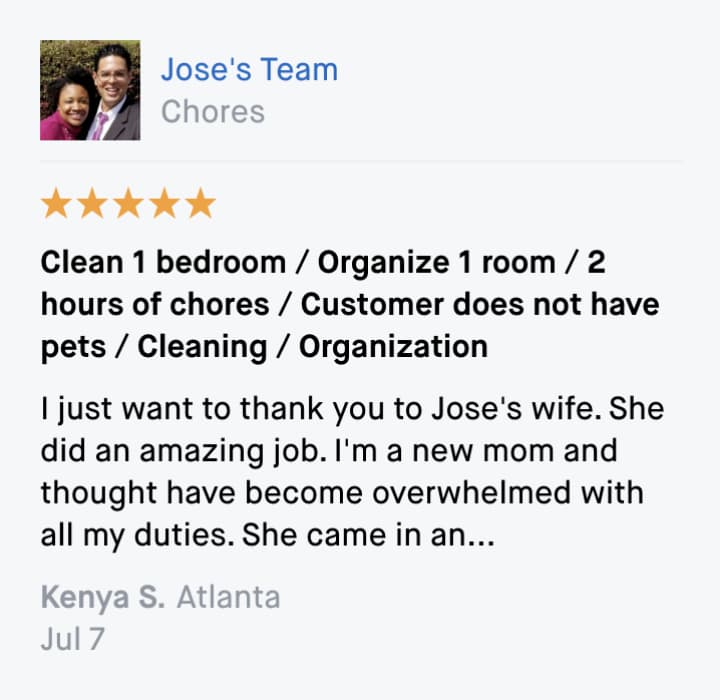 Jose's Team
Chores
Clean 1 bedroom / Organize 1 room / 2
hours of chores / Customer does not have
pets / Cleaning / Organization
I just want to thank you to Jose's wife. She
did an amazing job. I'm a new mom and
thought have become overwhelmed with
all my duties. She came in an...
Kenya S. Atlanta
Jul 7